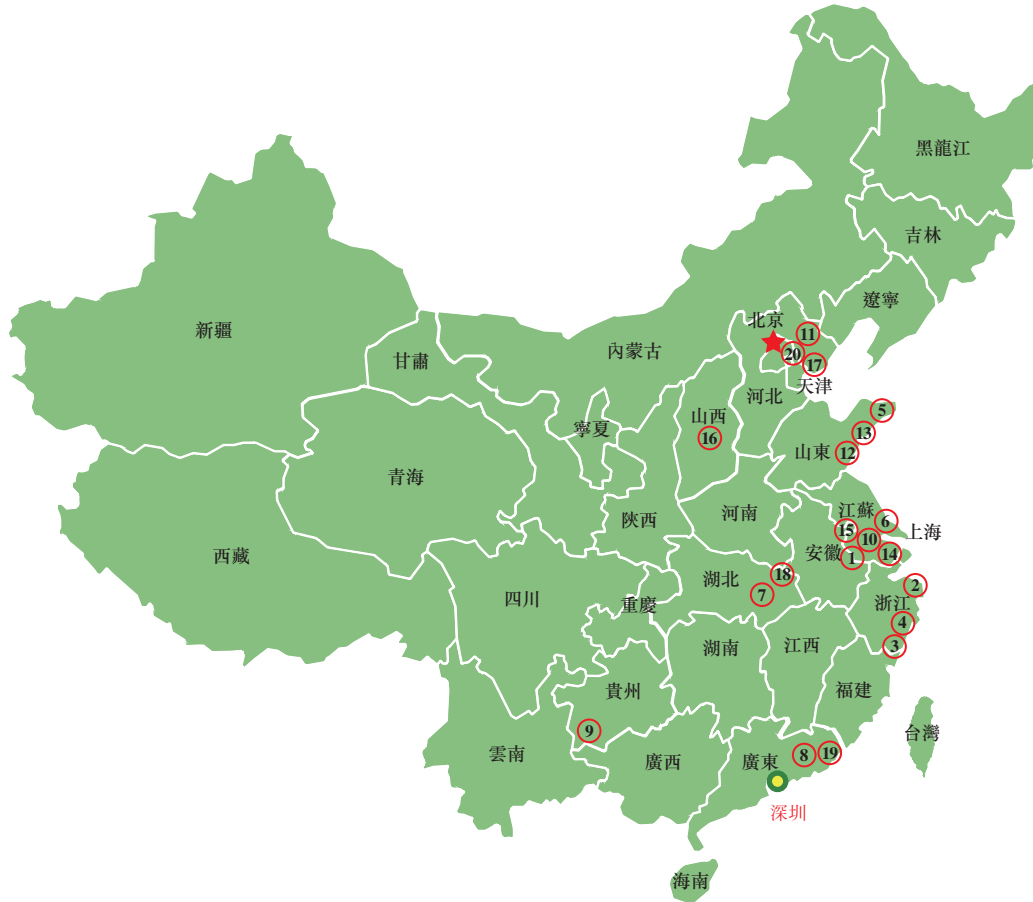 黑龍江
吉林
遼寧
新疆
北京
11
內蒙古
甘肅
20
17
天津
河北
5
山西
16
13
寧夏
山東
12
青海
江蘇
6
陝西
河南
15
10
上海
安徽
1
14
西藏
湖北
18
7
2
四川
重慶
浙江
4
湖南
江西
3
貴州
福建
9
台灣
雲南
廣西
廣東
8
19
深圳
海南